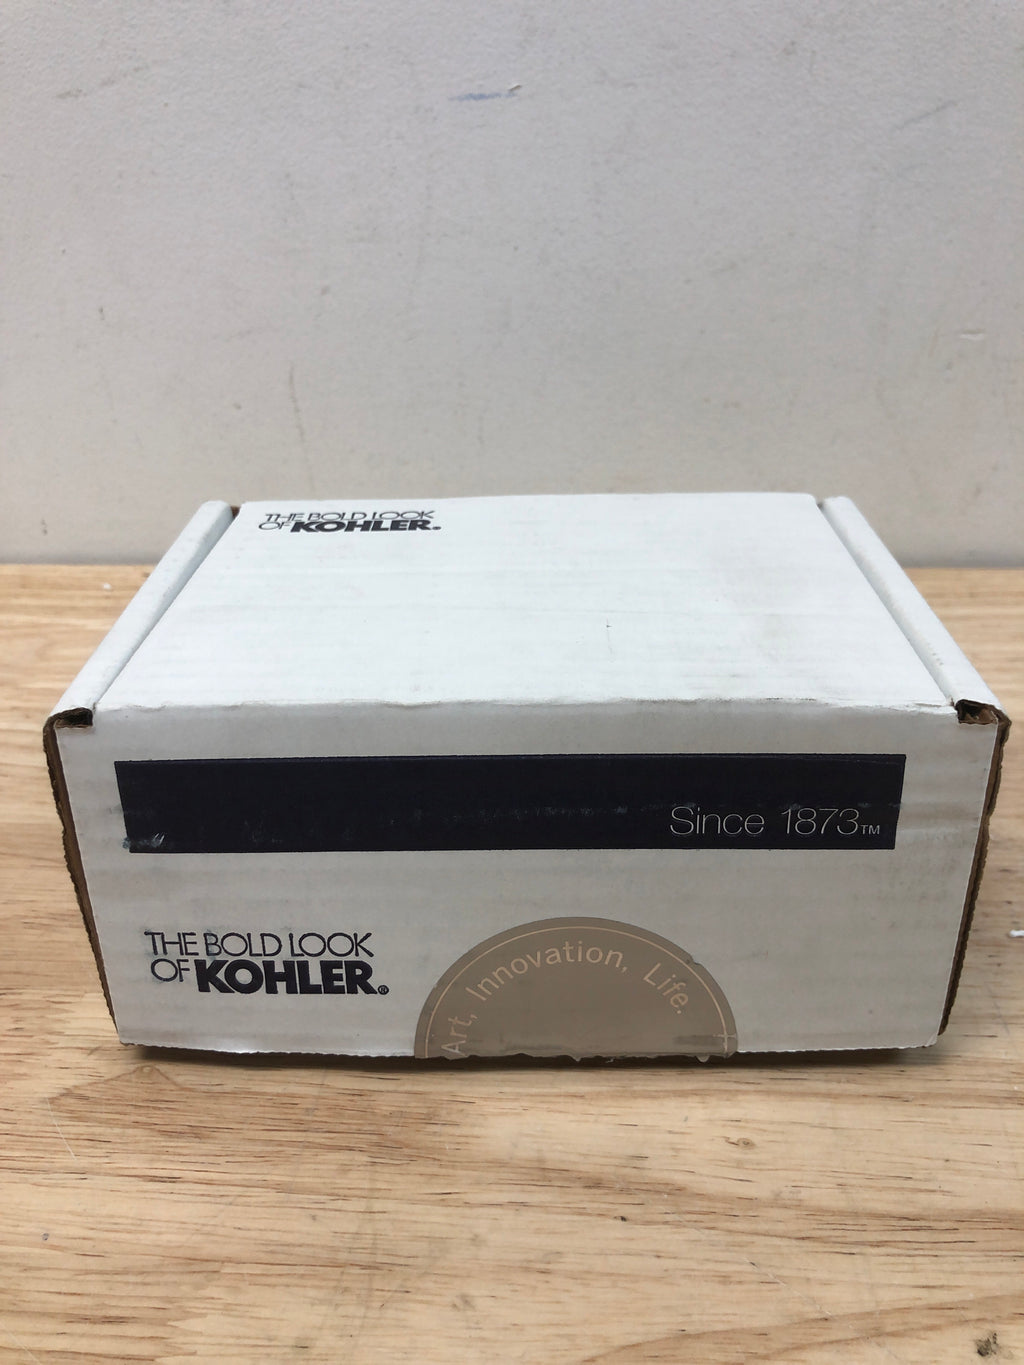 THE BOLD LOOK
OF KOHLER®
Since 1873™
THE BOLD LOOK
OF KOHLER®
Art, Innovation, Life.